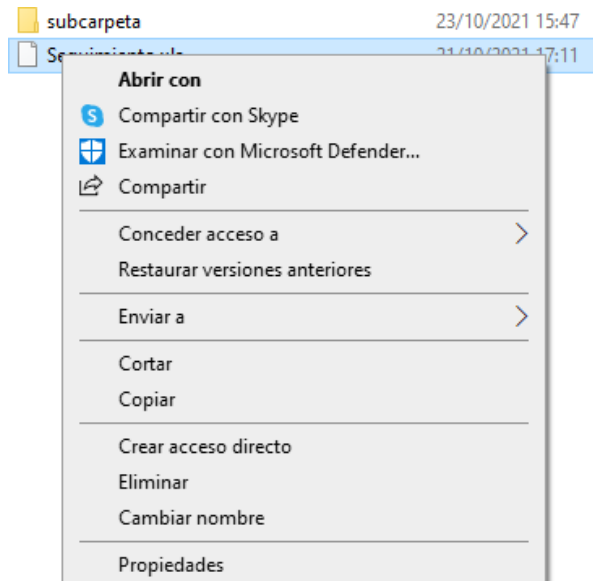 subcarpeta 23/10/2021 15:47
Abrir con
Compartir con Skype
Examinar con Microsoft Defender...
Compartir
Conceder acceso a
Restaurar versiones anteriores
Enviar a
Cortar
Copiar
Crear acceso directo
Eliminar
Cambiar nombre
Propiedades